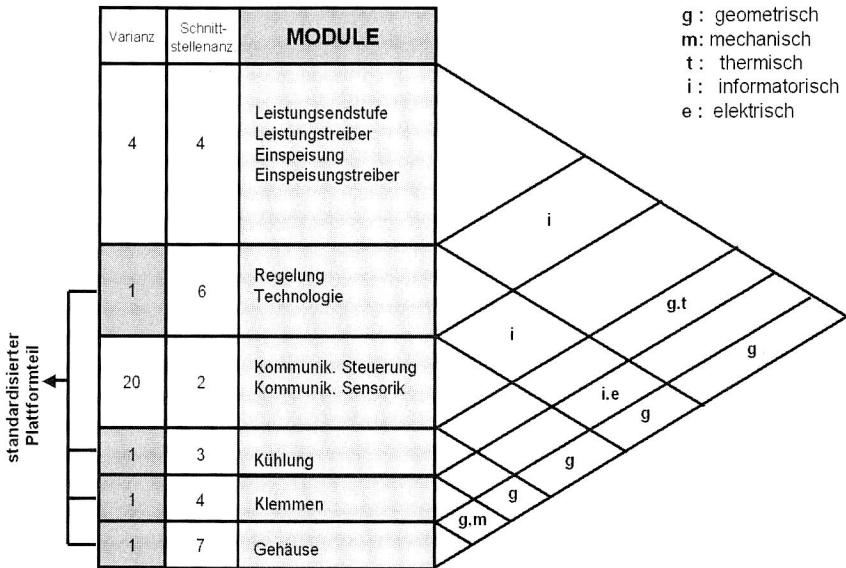 Varianz
Schnitt-
stellenanz.
MODULE
g : geometrisch
m: mechanisch
t : thermisch
i : informatorisch
e : elektrisch
4
4
Leistungsendstufe
Leistungstreiber
Einspeisung
Einspeisungstreiber
i
1
6
Regelung
Technologie
g.t
i
g
20
2
Kommunik. Steuerung
Kommunik. Sensorik
i.e
g
standardisierter
Plattformteil
1
3
Kühlung
g
1
4
Klemmen
g
g.m
1
7
Gehäuse